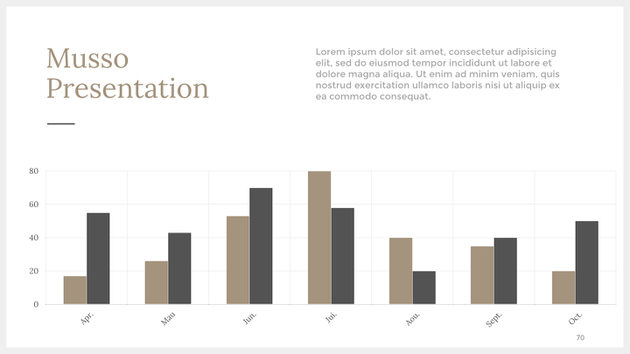 Musso
Presentation
Lorem ipsum dolor sit amet, consectetur adipisicing
elit, sed do eiusmod tempor incididunt ut labore et
dolore magna aliqua. Ut enim ad minim veniam, quis
nostrud exercitation ullamco laboris nisi ut aliquip ex
ea commodo consequat.
80
60
40
20
0
Apr.
Mau
Jun.
Jui.
Aou.
Sept.
Oct.
70